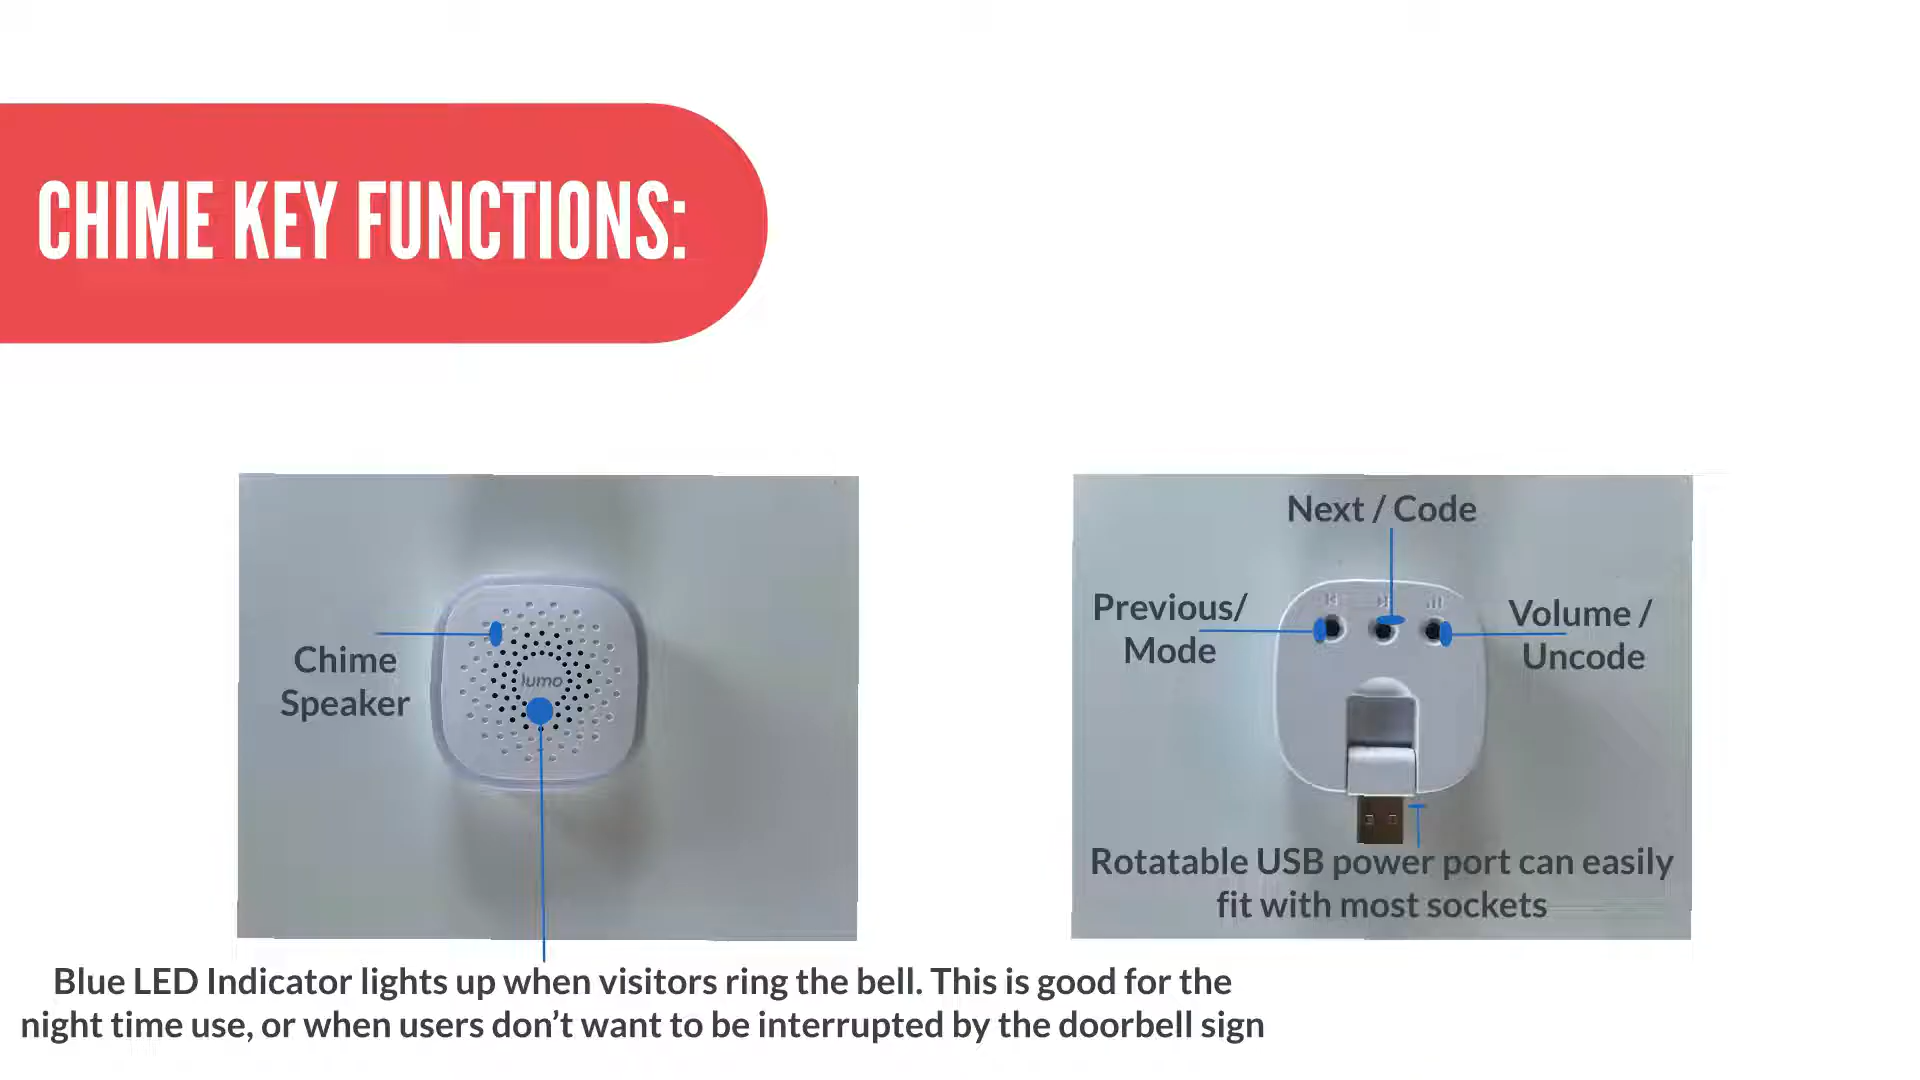 CHIME KEY FUNCTIONS:
Chime
Speaker
lumo
Next / Code
Previous/
Mode
Volume /
Uncode
Rotatable USB power port can easily
fit with most sockets
Blue LED Indicator lights up when visitors ring the bell. This is good for the
night time use, or when users don’t want to be interrupted by the doorbell sign